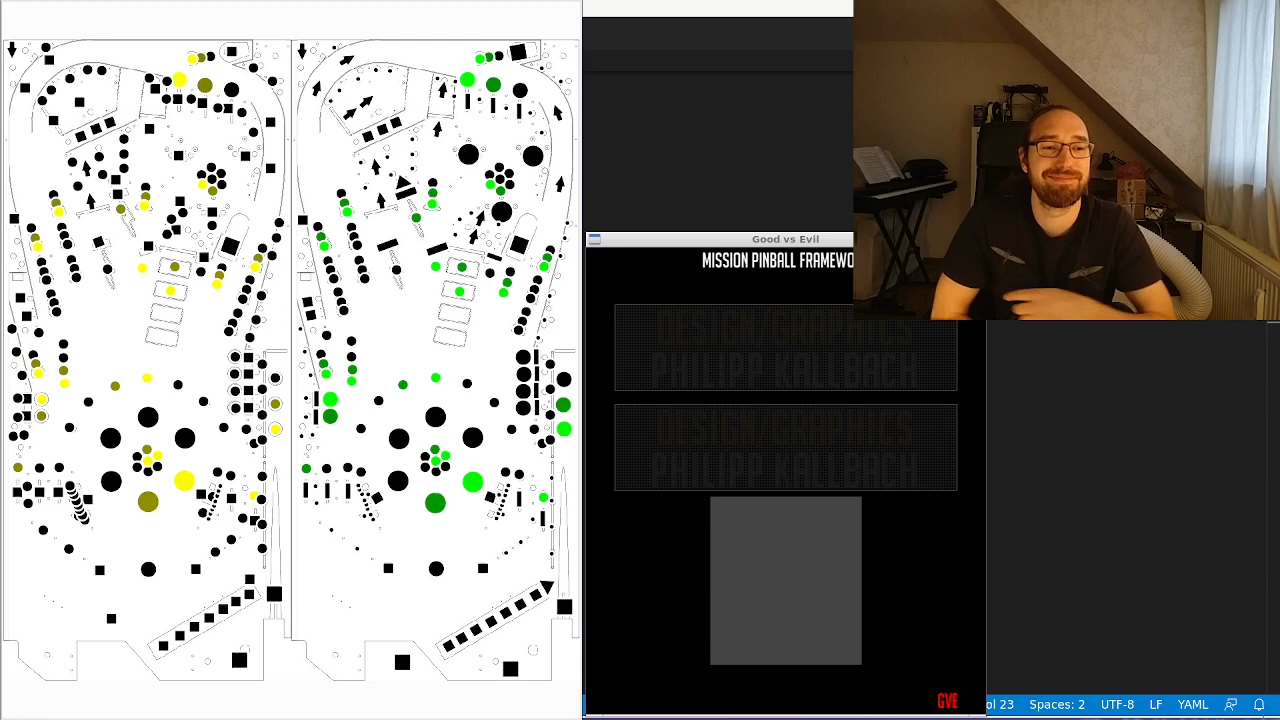 Good vs Evil
MISSION PINBALL FRAMEWO
DESIGN/GRAPHICS
PHILIPP KALLBACH
DESIGN/GRAPHICS
PHILIPP KALLBACH
GVE
ol 23 Spaces: 2 UTF-8 LF YAML